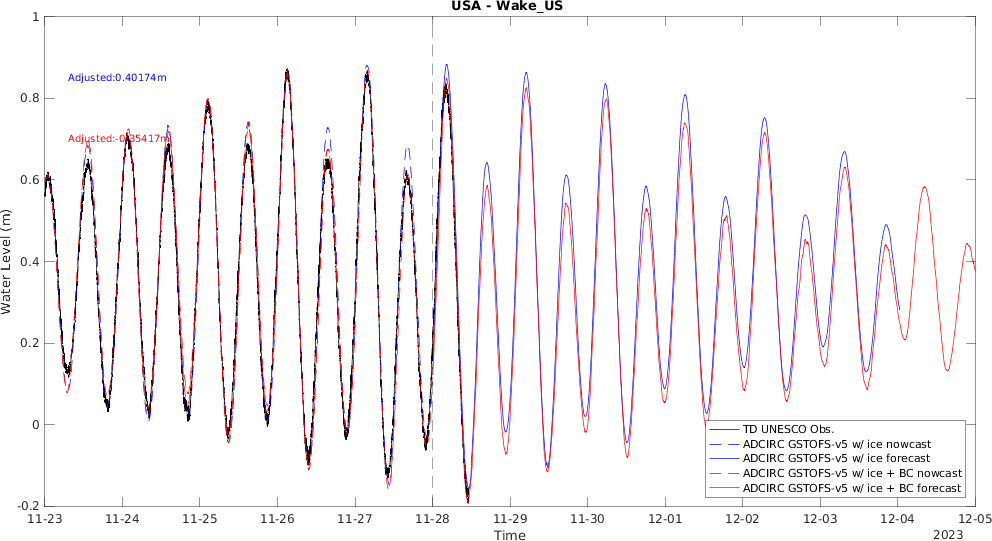 USA - Wake_US
1
0.8
0.6
0.4
0.2
0
-0.2
Water Level (m)
Adjusted:0.40174m
Adjusted:-0.35417m
TD UNESCO Obs.
ADCIRC GSTOFS-v5 w/ ice nowcast
ADCIRC GSTOFS-v5 w/ ice forecast
ADCIRC GSTOFS-v5 w/ ice + BC nowcast
ADCIRC GSTOFS-v5 w/ ice + BC forecast
11-23 11-24 11-25 11-26 11-27 11-28 11-29 11-30 12-01 12-02 12-03 12-04 12-05
Time
2023